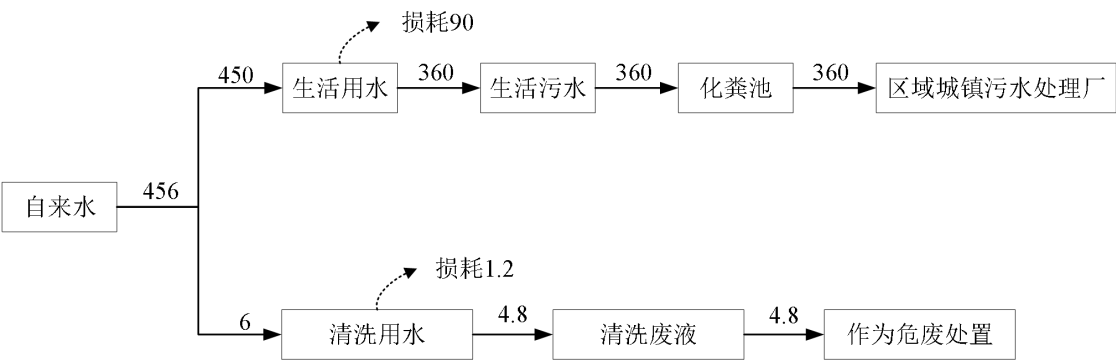 损耗90
450
生活用水
360
生活污水
360
化粪池
360
区域城镇污水处理厂
自来水
456
损耗1.2
6
清洗用水
4.8
清洗废液
4.8
作为危废处置